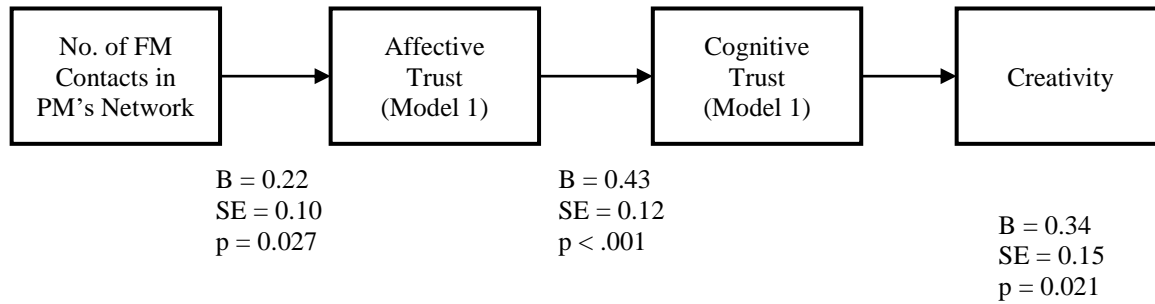 No. of FM
Contacts in
PM’s Network
Affective
Trust
(Model 1)
Cognitive
Trust
(Model 1)
Creativity
B = 0.22
SE = 0.10
p = 0.027
B = 0.43
SE = 0.12
p < .001
B = 0.34
SE = 0.15
p = 0.021